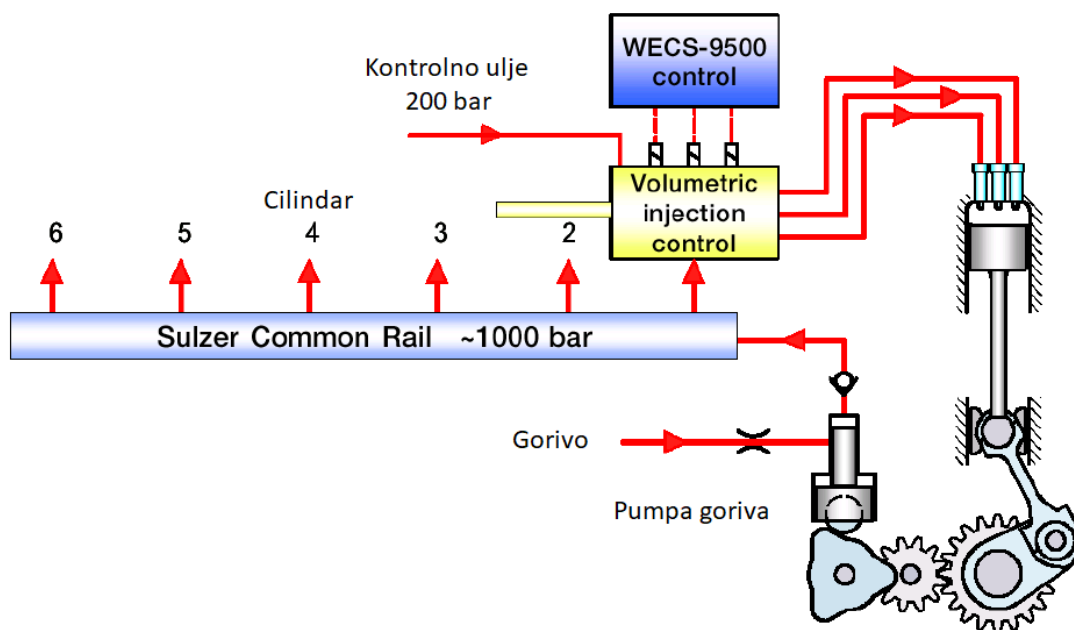 WECS-9500
control
Kontrolno ulje
200 bar
Volumetric
injection
control
Cilindar
6 5 4 3 2
Sulzer Common Rail ~1000 bar
Gorivo
Pumpa goriva